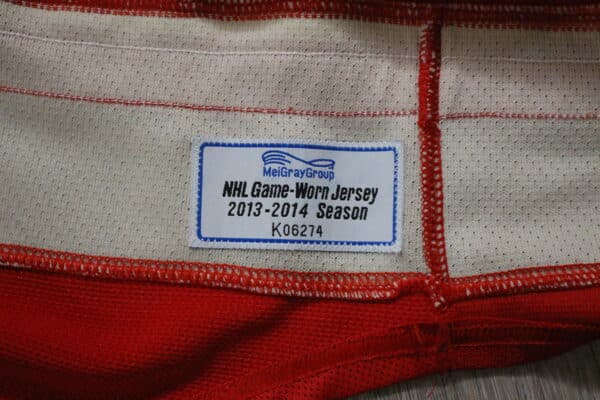 MeiGrayGroup
NHL Game-Worn Jersey
2013-2014 Season
K06274